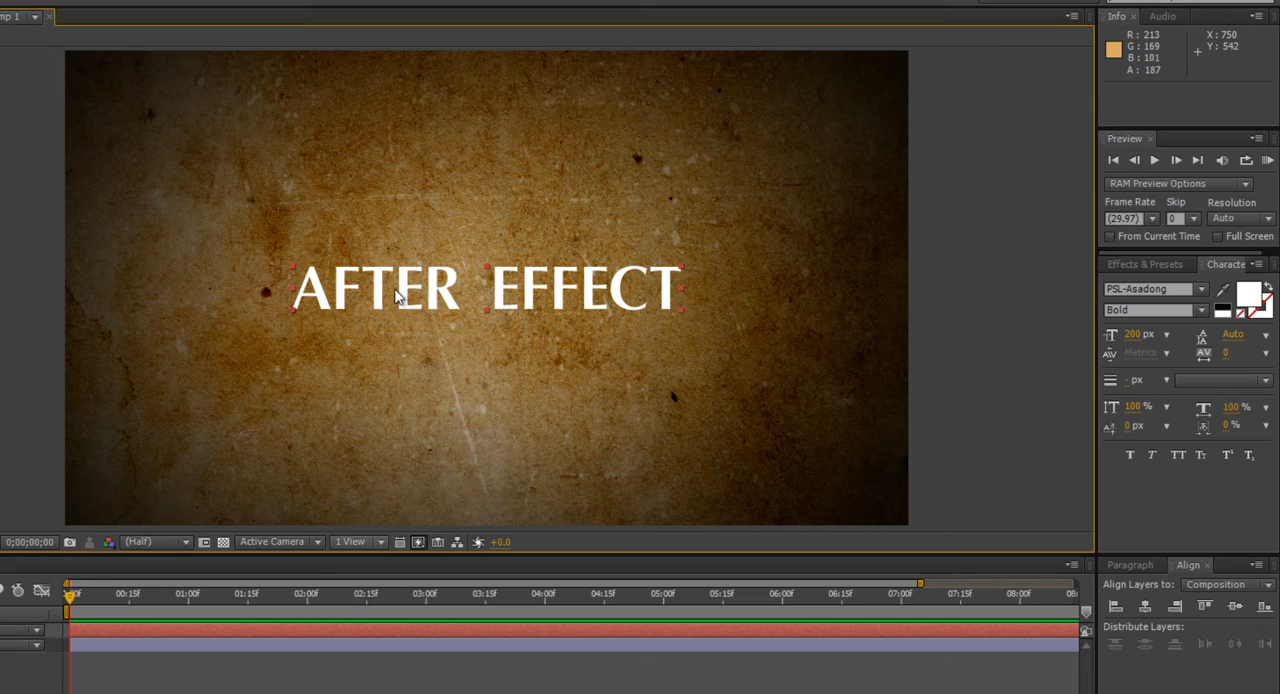 mp 1
Info
Audio
R : 213
G : 169
B : 101
A : 187
X : 750
Y : 542
Preview
RAM Preview Options
Frame Rate
Skip
Resolution
(29.97)
0
Auto
From Current Time
Full Screen
Effects & Presets
Characte
PSL-Asadong
Bold
200 px
Auto
Metrics
0
- px
100 %
100 %
0 px
0 %
T T TT Tт T¹ T₁
AFTER EFFECT
0;00;00;00
(Half)
Active Camera
1 View
+0.0
Paragraph
Align
Align Layers to:
Composition
Distribute Layers:
00f
00:15f
01:00f
01:15f
02:00f
02:15f
03:00f
03:15f
04:00f
04:15f
05:00f
05:15f
06:00f
06:15f
07:00f
07:15f
08:00f
08: